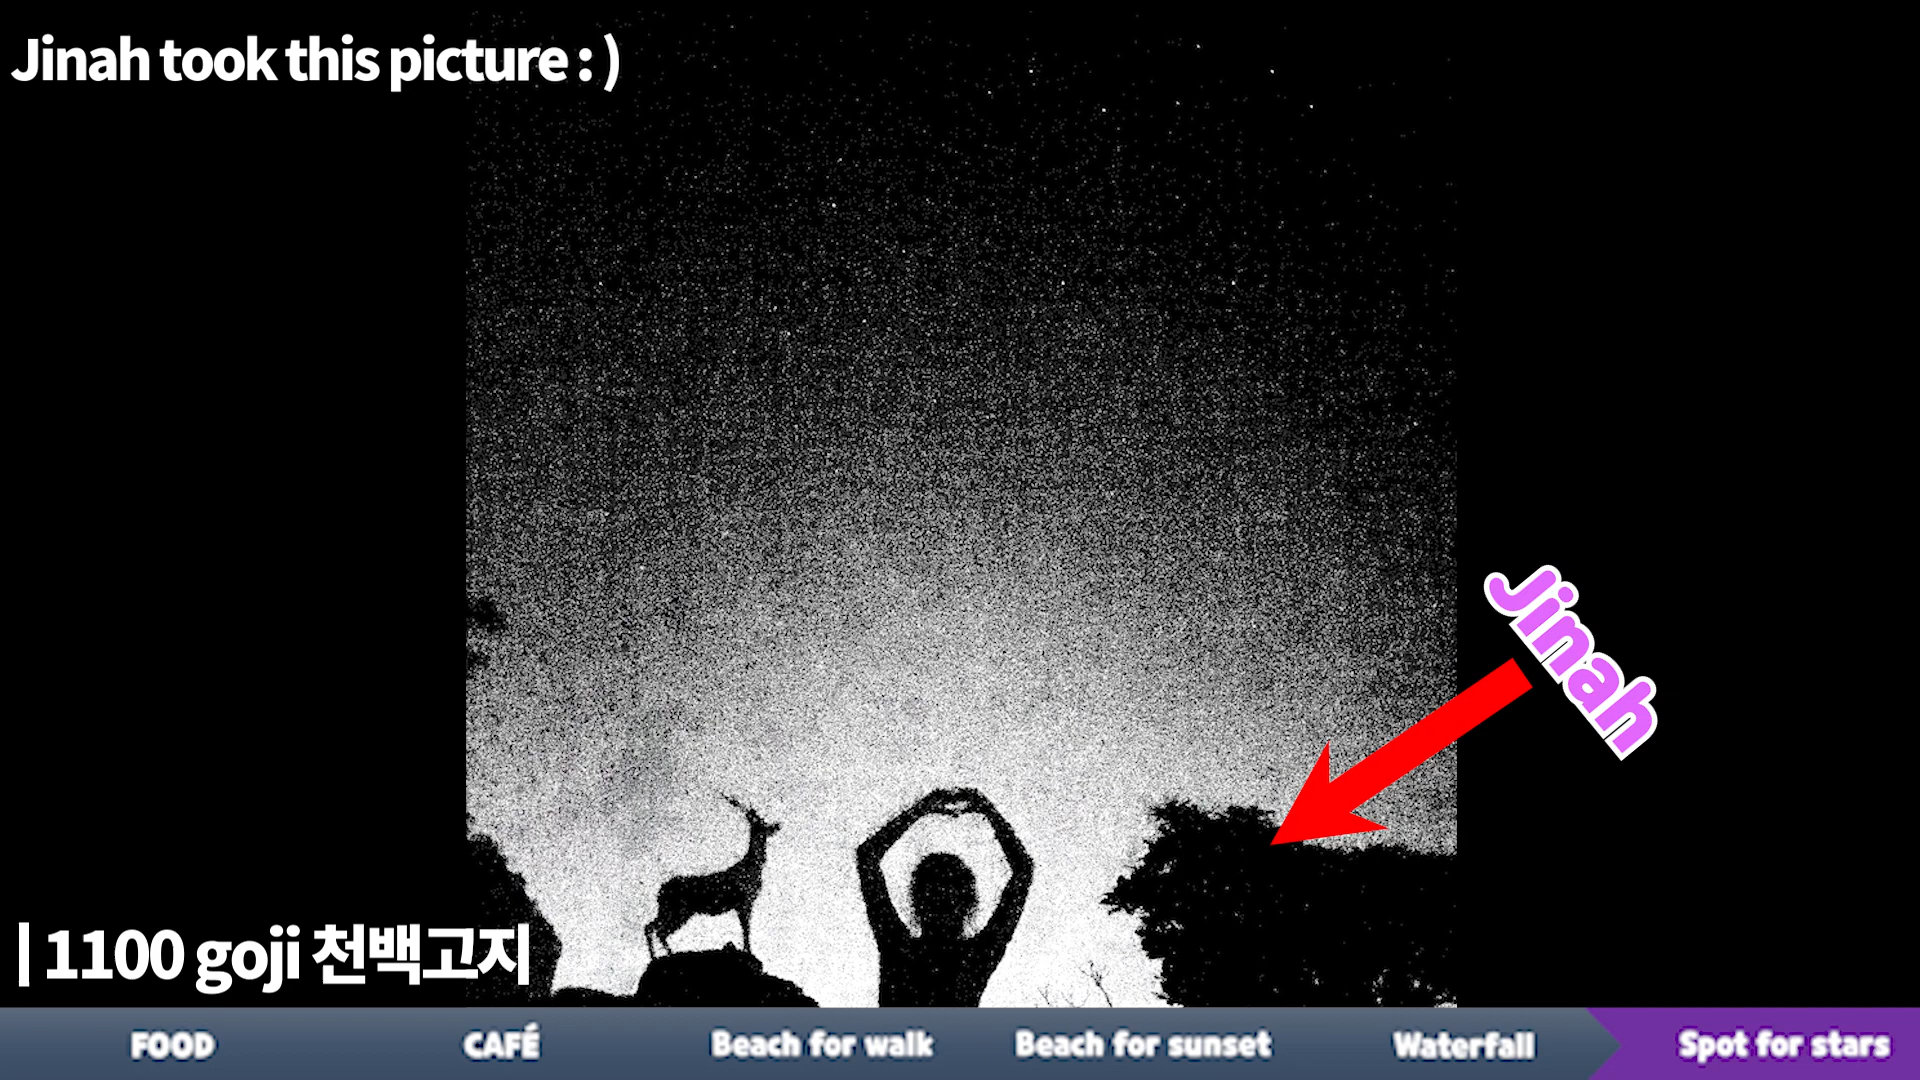 Jinah took this picture : )
Jinah
| 1100 goji 천백고지
FOOD
CAFÉ
Beach for walk
Beach for sunset
Waterfall
Spot for stars